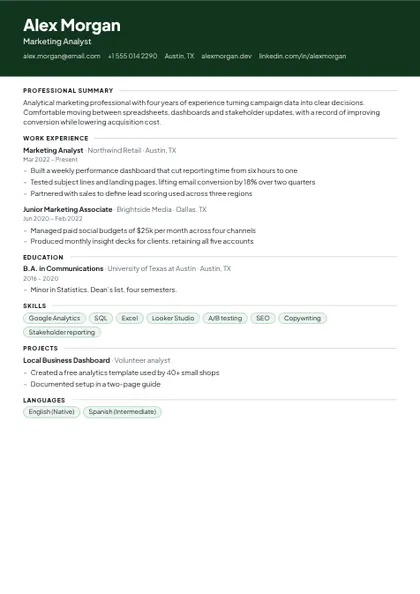 Alex Morgan
Marketing Analyst
alex.morgan@email.com +1 555 014 2290 Austin, TX alexmorgan.dev linkedin.com/in/alexmorgan
PROFESSIONAL SUMMARY
Analytical marketing professional with four years of experience turning campaign data into clear decisions.
Comfortable moving between spreadsheets, dashboards and stakeholder updates, with a record of improving
conversion while lowering acquisition cost.
WORK EXPERIENCE
Marketing Analyst · Northwind Retail · Austin, TX
Mar 2022 – Present
– Built a weekly performance dashboard that cut reporting time from six hours to one
– Tested subject lines and landing pages, lifting email conversion by 18% over two quarters
– Partnered with sales to define lead scoring used across three regions
Junior Marketing Associate · Brightside Media · Dallas, TX
Jun 2020 – Feb 2022
– Managed paid social budgets of $25k per month across four channels
– Produced monthly insight decks for clients, retaining all five accounts
EDUCATION
B.A. in Communications · University of Texas at Austin · Austin, TX
2016 – 2020
– Minor in Statistics. Dean's list, four semesters.
SKILLS
Google Analytics SQL Excel Looker Studio A/B testing SEO Copywriting
Stakeholder reporting
PROJECTS
Local Business Dashboard · Volunteer analyst
– Created a free analytics template used by 40+ small shops
– Documented setup in a two-page guide
LANGUAGES
English (Native) Spanish (Intermediate)